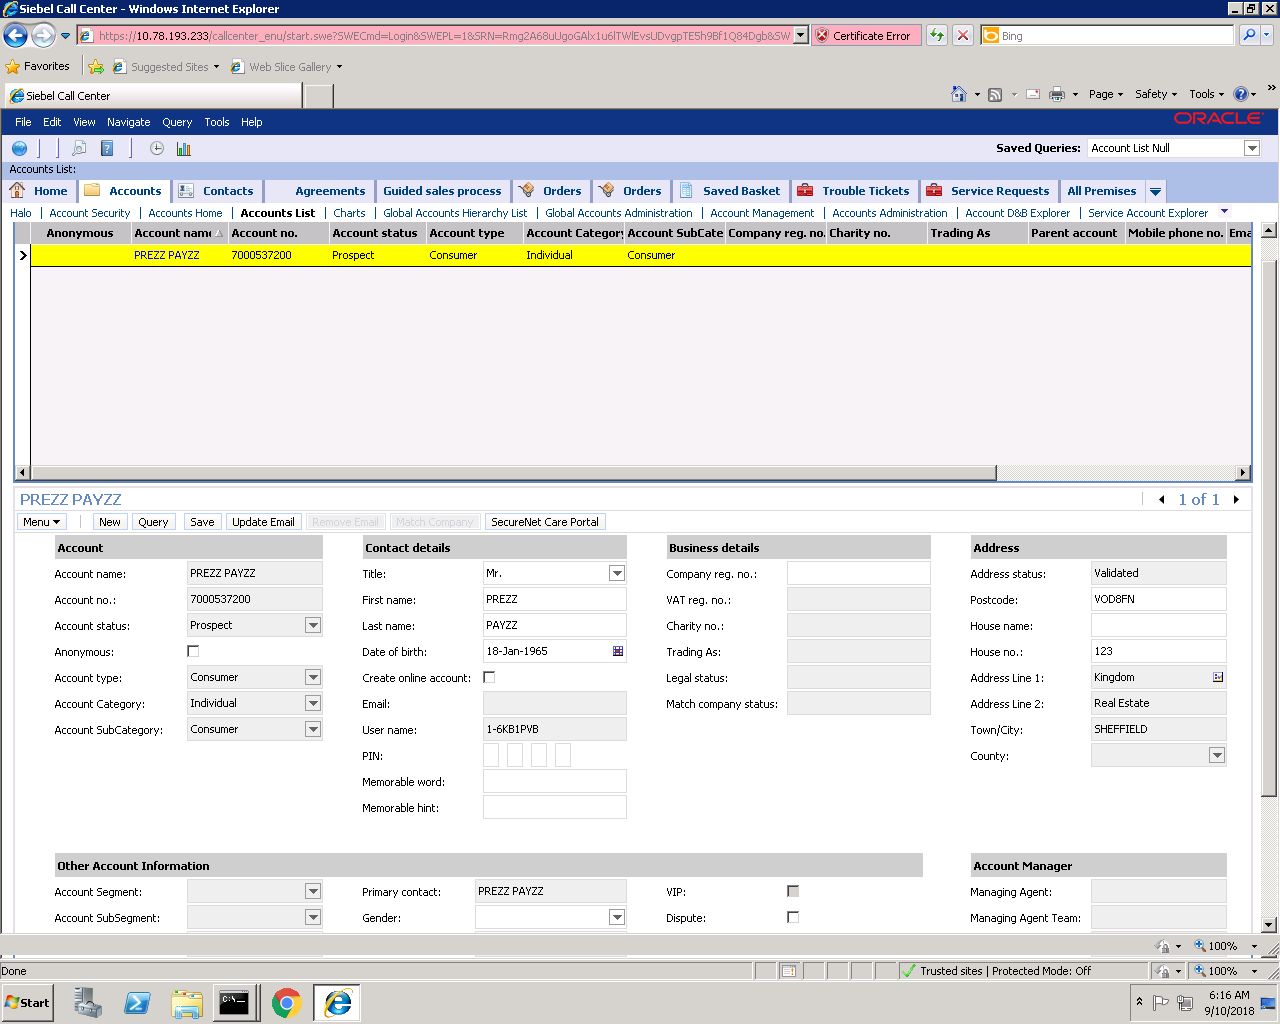 Siebel Call Center - Windows Internet Explorer
https://10.78.193.233/callcenter_enu/start.swe?SWECmd=Login&SWEPL=1&SRN= Certificate Error Bing
Favorites Suggested Sites Web Slice Gallery
Siebel Call Center Page Safety Tools »
File Edit View Navigate Query Tools Help ORACLE
Saved Queries: Account List Null
Accounts List:
Home Accounts Contacts Agreements Guided sales process Orders Orders Saved Basket Trouble Tickets Service Requests All Premises
Halo Account Security Accounts Home Accounts List Charts Global Accounts Hierarchy List Global Accounts Administration Account Management Accounts Administration Account D&B Explorer Service Account Explorer
Anonymous Account name Account no. Account status Account type Account Category Account SubCate Company reg. no. Charity no. Trading As Parent account Mobile phone no. Ema
PREZZ PAYZZ 7000537200 Prospect Consumer Individual Consumer
PREZZ PAYZZ 1 of 1
Menu New Query Save Update Email Remove Email Match Company SecureNet Care Portal
Account Contact details Business details Address
Account name: PREZZ PAYZZ Title: Mr. Company reg. no.: Address status: Validated
Account no.: 7000537200 First name: PREZZ VAT reg. no.: Postcode: VOD8FN
Account status: Prospect Last name: PAYZZ Charity no.: House name:
Anonymous: Date of birth: 18-Jan-1965 Trading As: House no.: 123
Account type: Consumer Create online account: Legal status: Address Line 1: Kingdom
Account Category: Individual Email: Match company status: Address Line 2: Real Estate
Account SubCategory: Consumer User name: 1-6KB1PVB Town/City: SHEFFIELD
PIN: County:
Memorable word:
Memorable hint:
Other Account Information Account Manager
Account Segment: Primary contact: PREZZ PAYZZ VIP: Managing Agent:
Account SubSegment: Gender: Dispute: Managing Agent Team:
100%
Done Trusted sites | Protected Mode: Off 100%
Start C:\. 6:16 AM
9/10/2018